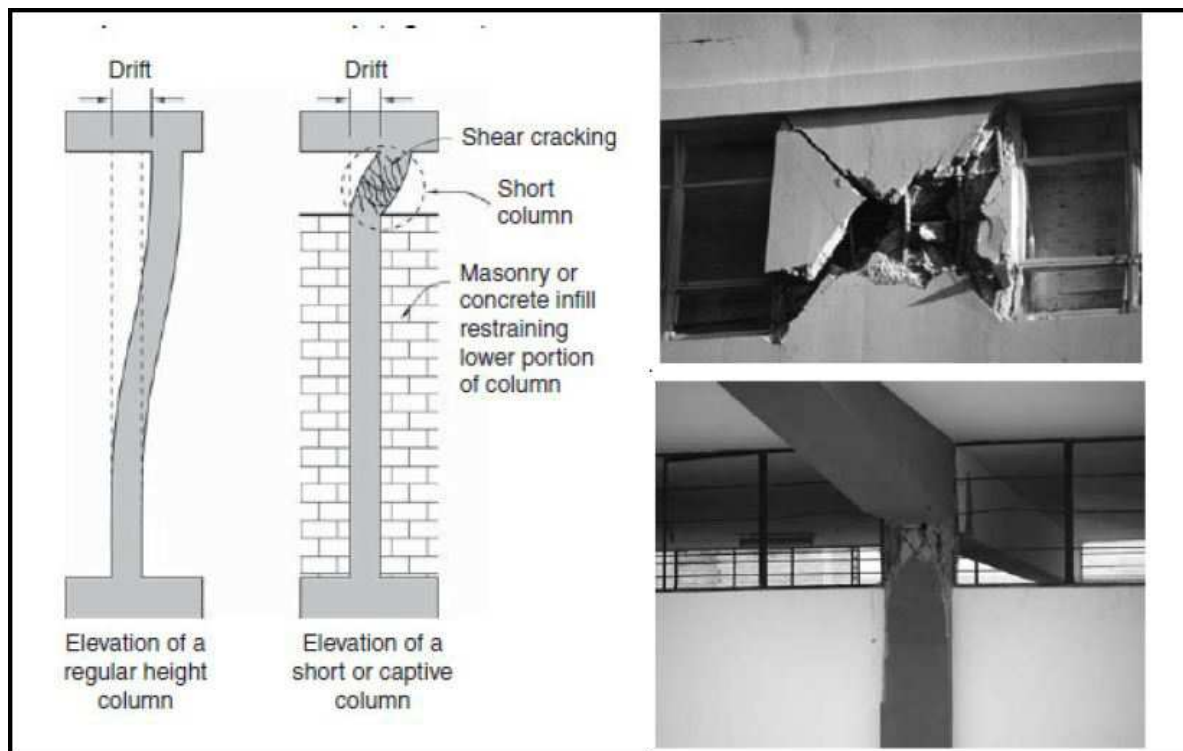 Drift
Drift
Shear cracking
Short
column
Masonry or
concrete infill
restraining
lower portion
of column
Elevation of a
regular height
column
Elevation of a
short or captive
column